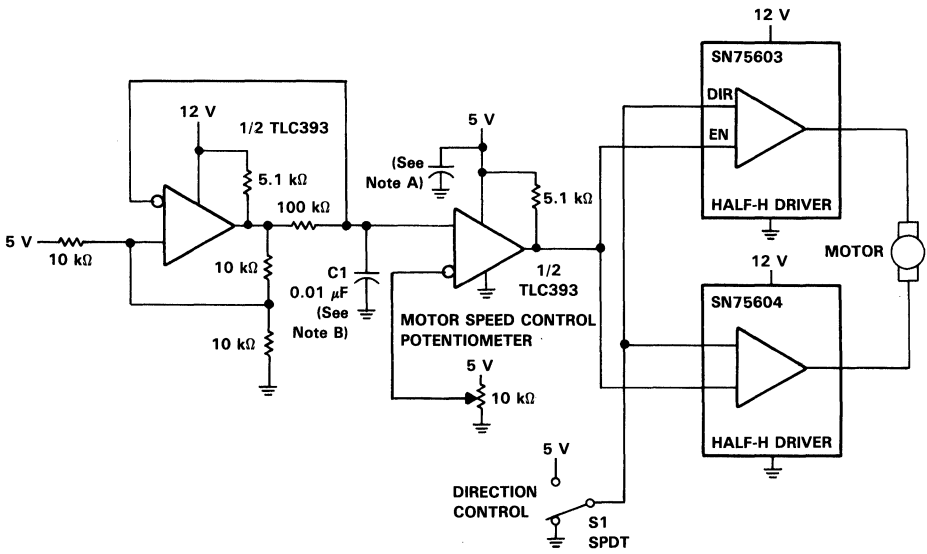 12 V
SN75603
DIR
EN
HALF-H DRIVER
12 V
1/2 TLC393
5.1 kΩ
100 kΩ
5 V
10 kΩ
10 kΩ
10 kΩ
C1
0.01 μF
(See
Note B)
5 V
(See
Note A)
5.1 kΩ
1/2
TLC393
MOTOR SPEED CONTROL
POTENTIOMETER
5 V
10 kΩ
MOTOR
12 V
SN75604
HALF-H DRIVER
5 V
DIRECTION
CONTROL
S1
SPDT